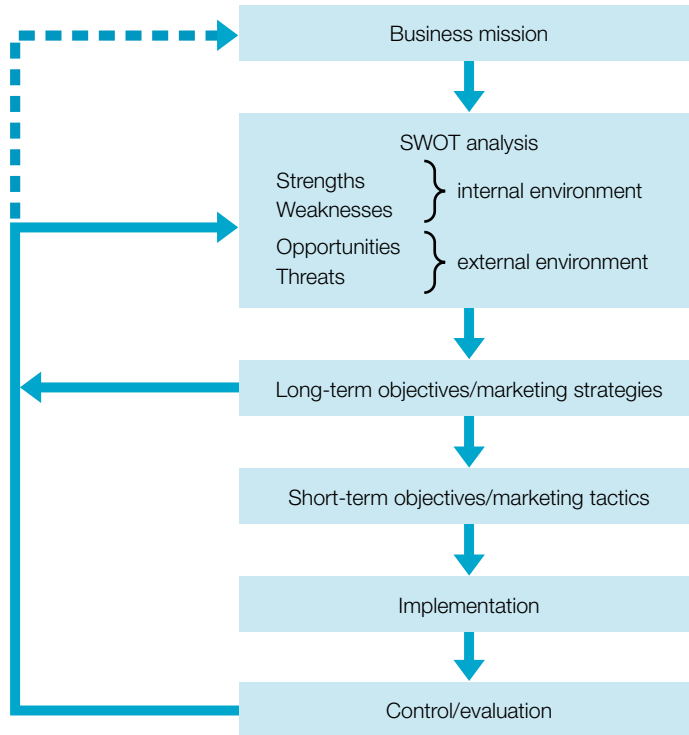 Business mission
SWOT analysis
Strengths
Weaknesses
internal environment
Opportunities
Threats
external environment
Long-term objectives/marketing strategies
Short-term objectives/marketing tactics
Implementation
Control/evaluation